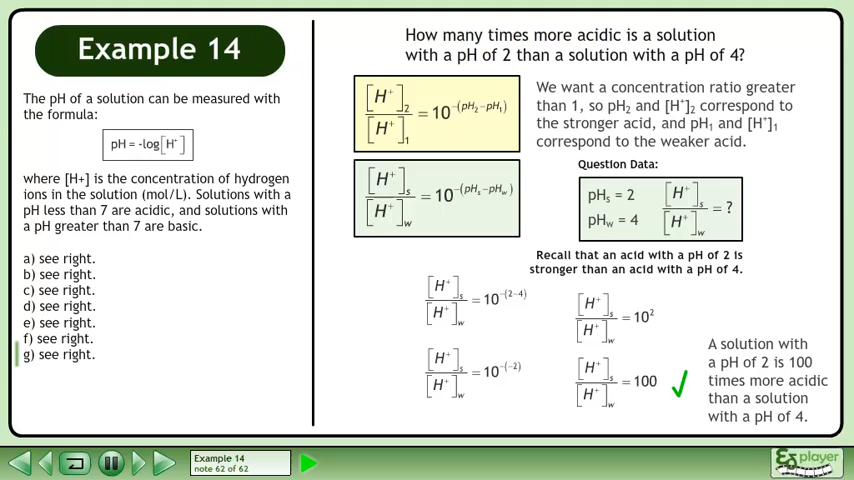 Example 14
The pH of a solution can be measured with
the formula:
pH = -log[H⁺]
where [H+] is the concentration of hydrogen
ions in the solution (mol/L). Solutions with a
pH less than 7 are acidic, and solutions with
a pH greater than 7 are basic.
a) see right.
b) see right.
c) see right.
d) see right.
e) see right.
f) see right.
g) see right.
How many times more acidic is a solution
with a pH of 2 than a solution with a pH of 4?
[H⁺]₂ / [H⁺]₁ = 10^-(pH₂-pH₁)
We want a concentration ratio greater
than 1, so pH₂ and [H⁺]₂ correspond to
the stronger acid, and pH₁ and [H⁺]₁
correspond to the weaker acid.
[H⁺]s / [H⁺]w = 10^-(pHs-pHw)
Question Data:
pHs = 2
pHw = 4
[H⁺]s / [H⁺]w = ?
Recall that an acid with a pH of 2 is
stronger than an acid with a pH of 4.
[H⁺]s / [H⁺]w = 10^-(2-4)
[H⁺]s / [H⁺]w = 10^-(-2)
[H⁺]s / [H⁺]w = 10²
[H⁺]s / [H⁺]w = 100
A solution with
a pH of 2 is 100
times more acidic
than a solution
with a pH of 4.
Example 14
note 62 of 62
player